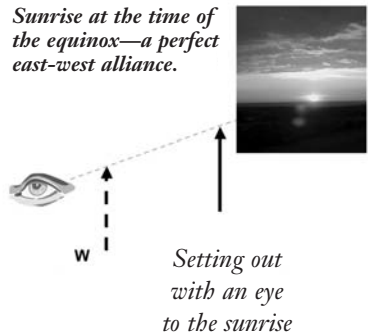 Sunrise at the time of
the equinox—a perfect
east-west alliance.
W
Setting out
with an eye
to the sunrise